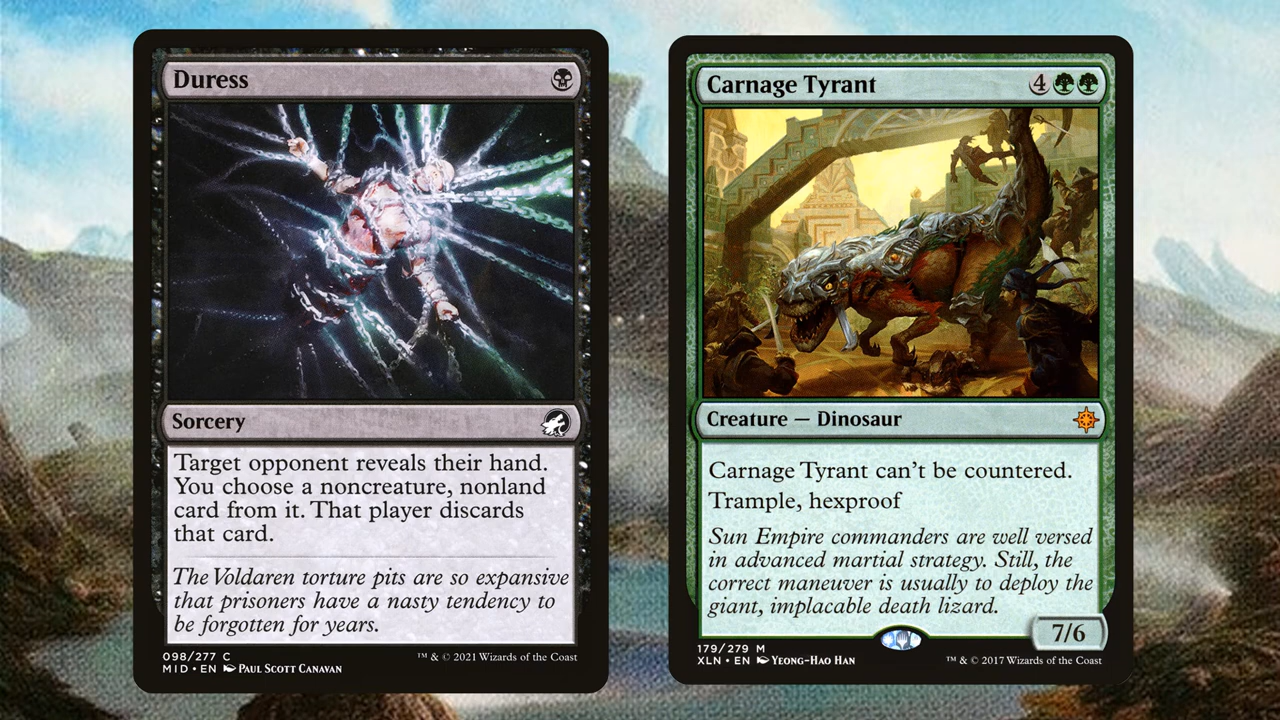 Duress
Sorcery
Target opponent reveals their hand.
You choose a noncreature, nonland
card from it. That player discards
that card.
The Voldaren torture pits are so expansive
that prisoners have a nasty tendency to
be forgotten for years.
098/277 C
MID • EN Paul Scott Canavan
™ & © 2021 Wizards of the Coast
Carnage Tyrant 4
Creature — Dinosaur
Carnage Tyrant can't be countered.
Trample, hexproof
Sun Empire commanders are well versed
in advanced martial strategy. Still, the
correct maneuver is usually to deploy the
giant, implacable death lizard.
7/6
179/279 M
XLN • EN Yeong-Hao Han
™ & © 2017 Wizards of the Coast